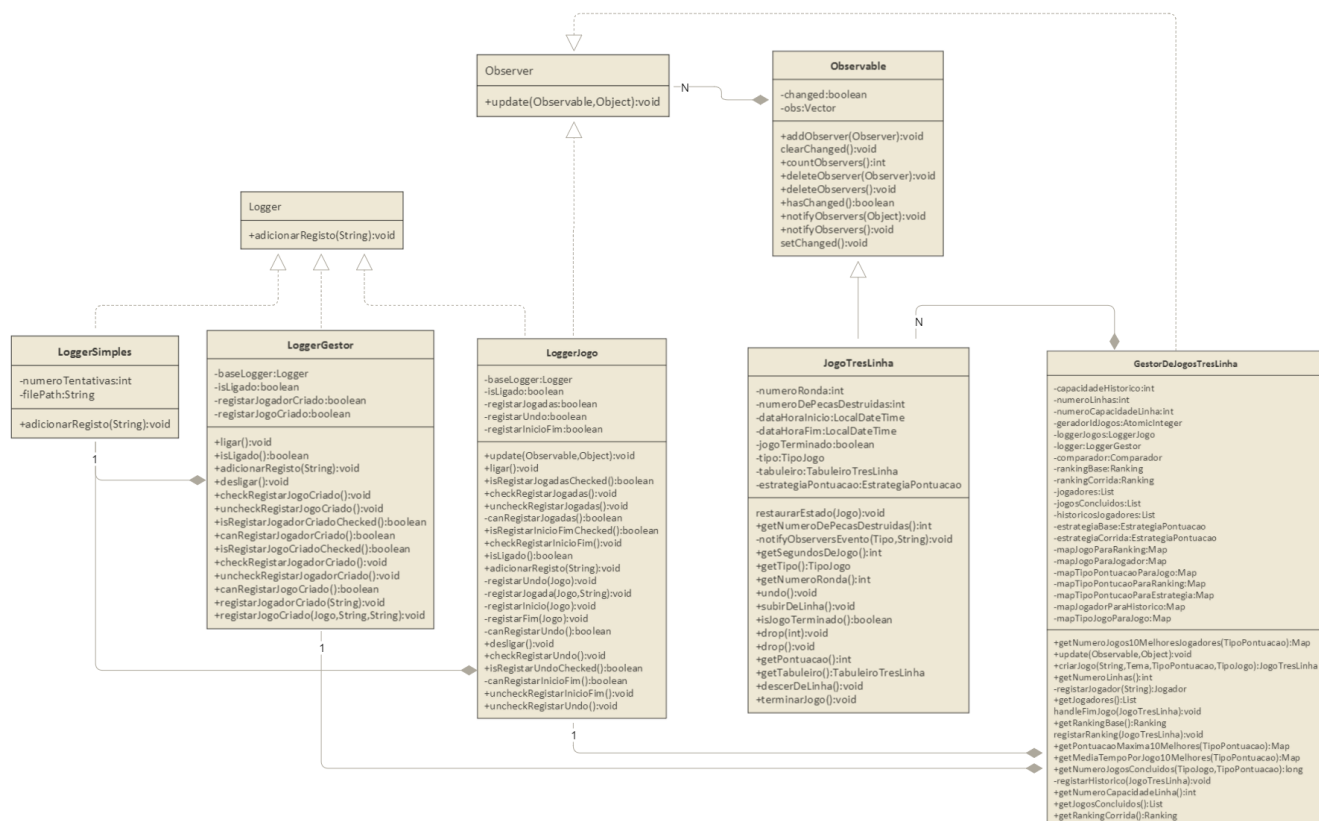 Observer
+update(Observable,Object):void
N
Observable
-changed:boolean
-obs:Vector
+addObserver(Observer):void
clearChanged():void
+countObservers():int
+deleteObserver(Observer):void
+deleteObservers():void
+hasChanged():boolean
+notifyObservers(Object):void
+notifyObservers():void
setChanged():void
Logger
+adicionarRegisto(String):void
LoggerSimples
-numeroTentativas:int
-filePath:String
+adicionarRegisto(String):void
1
LoggerGestor
-baseLogger:Logger
-isLigado:boolean
-registarJogadorCriado:boolean
-registarJogoCriado:boolean
+ligar():void
+isLigado():boolean
+adicionarRegisto(String):void
+desligar():void
+checkRegistarJogoCriado():void
+uncheckRegistarJogoCriado():void
+isRegistarJogadorCriadoChecked():boolean
+canRegistarJogadorCriado():boolean
+isRegistarJogoCriadoChecked():boolean
+checkRegistarJogadorCriado():void
+uncheckRegistarJogadorCriado():void
+canRegistarJogoCriado():boolean
+registarJogadorCriado(String):void
+registarJogoCriado(Jogo,String,String):void
1
LoggerJogo
-baseLogger:Logger
-isLigado:boolean
-registarJogadas:boolean
-registarUndo:boolean
-registarInicioFim:boolean
+update(Observable,Object):void
+ligar():void
+isRegistarJogadasChecked():boolean
+checkRegistarJogadas():void
+uncheckRegistarJogadas():void
-canRegistarJogadas():boolean
+isRegistarInicioFimChecked():boolean
+checkRegistarInicioFim():void
+isLigado():boolean
+adicionarRegisto(String):void
-registarUndo(Jogo):void
-registarJogada(Jogo,String):void
-registarInicio(Jogo):void
-registarFim(Jogo):void
-canRegistarUndo():boolean
+desligar():void
+checkRegistarUndo():void
+isRegistarUndoChecked():boolean
-canRegistarInicioFim():boolean
+uncheckRegistarInicioFim():void
+uncheckRegistarUndo():void
1
JogoTresLinha
-numeroRonda:int
-numeroDePecasDestruidas:int
-dataHoraInicio:LocalDateTime
-dataHoraFim:LocalDateTime
-jogoTerminado:boolean
-tipo:TipoJogo
-tabuleiro:TabuleiroTresLinha
-estrategiaPontuacao:EstrategiaPontuacao
restaurarEstado(Jogo):void
+getNumeroDePecasDestruidas():int
-notifyObserversEvento(Tipo,String):void
+getSegundosDeJogo():int
+getTipo():TipoJogo
+getNumeroRonda():int
+undo():void
+subirDeLinha():void
+isJogoTerminado():boolean
+drop(int):void
+drop():void
+getPontuacao():int
+getTabuleiro():TabuleiroTresLinha
+descerDeLinha():void
+terminarJogo():void
N
GestorDeJogosTresLinha
-capacidadeHistorico:int
-numeroLinhas:int
-numeroCapacidadeLinha:int
-geradorIdJogos:AtomicInteger
-loggerJogos:LoggerJogo
-logger:LoggerGestor
-comparador:Comparador
-rankingBase:Ranking
-rankingCorrida:Ranking
-jogadores:List
-jogosConcluidos:List
-historicosJogadores:List
-estrategiaBase:EstrategiaPontuacao
-estrategiaCorrida:EstrategiaPontuacao
-mapJogoParaRanking:Map
-mapJogoParaJogador:Map
-mapTipoPontuacaoParaJogo:Map
-mapTipoPontuacaoParaRanking:Map
-mapTipoPontuacaoParaEstrategia:Map
-mapJogadorParaHistorico:Map
-mapTipoJogoParaJogo:Map
+getNumeroJogos10MelhoresJogadores(TipoPontuacao):Map
+update(Observable,Object):void
+criarJogo(String,Tema,TipoPontuacao,TipoJogo):JogoTresLinha
+getNumeroLinhas():int
-registarJogador(String):Jogador
+getJogadores():List
handleFimJogo(JogoTresLinha):void
+getRankingBase():Ranking
registarRanking(JogoTresLinha):void
+getPontuacaoMaxima10Melhores(TipoPontuacao):Map
+getMediaTempoPorJogo10Melhores(TipoPontuacao):Map
+getNumeroJogosConcluidos(TipoJogo,TipoPontuacao):long
-registarHistorico(JogoTresLinha):void
+getNumeroCapacidadeLinha():int
+getJogosConcluidos():List
+getRankingCorrida():Ranking